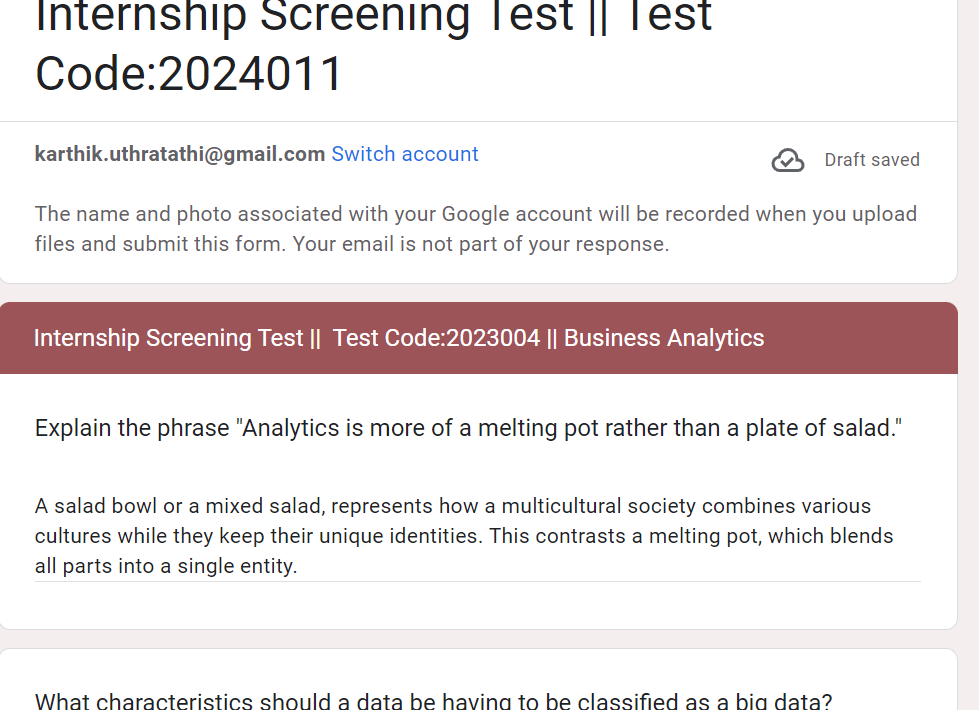 Internship Screening Test || Test
Code:2024011
karthik.uthratathi@gmail.com Switch account
Draft saved
The name and photo associated with your Google account will be recorded when you upload
files and submit this form. Your email is not part of your response.
Internship Screening Test ||  Test Code:2023004 || Business Analytics
Explain the phrase "Analytics is more of a melting pot rather than a plate of salad."
A salad bowl or a mixed salad, represents how a multicultural society combines various
cultures while they keep their unique identities. This contrasts a melting pot, which blends
all parts into a single entity.
What characteristics should a data be having to be classified as a big data?